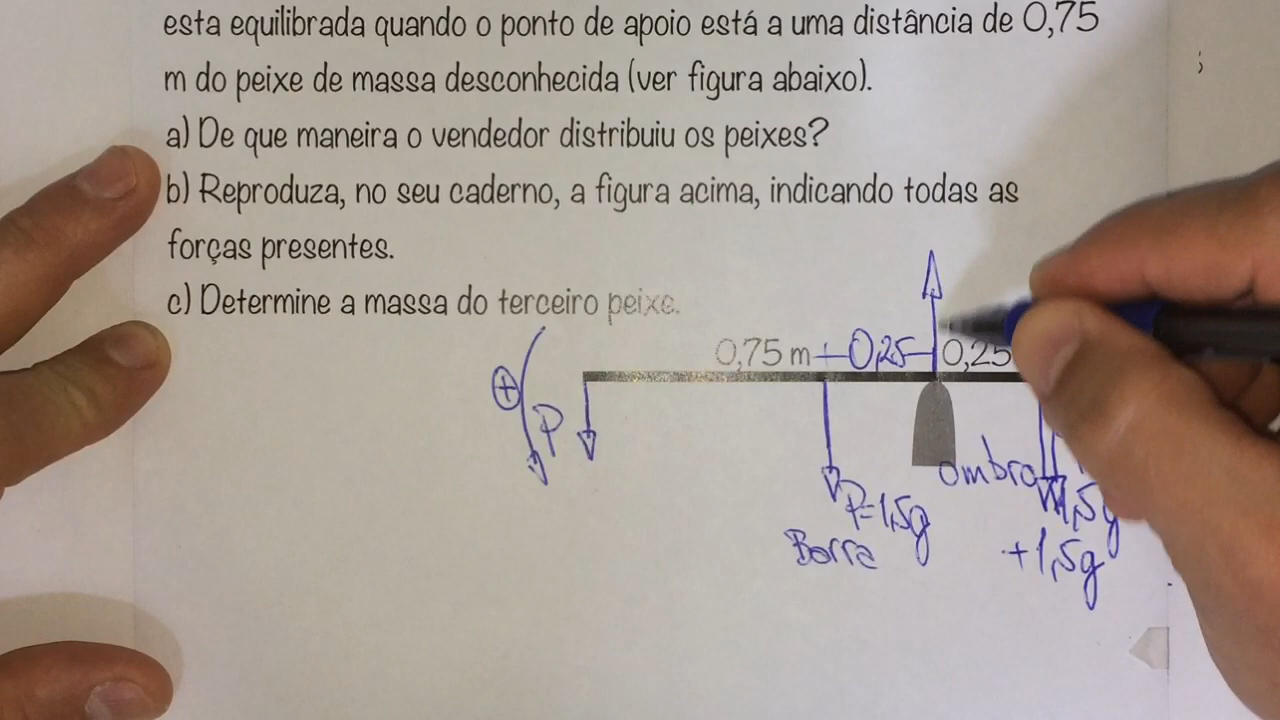 esta equilibrada quando o ponto de apoio está a uma distância de 0,75
m do peixe de massa desconhecida (ver figura abaixo).
a) De que maneira o vendedor distribuiu os peixes?
b) Reproduza, no seu caderno, a figura acima, indicando todas as
forças presentes.
c) Determine a massa do terceiro peixe.
0,75 m 0,25 0,25
+ P
ombro
P=1,5g 1,5g
Barra +1,5g